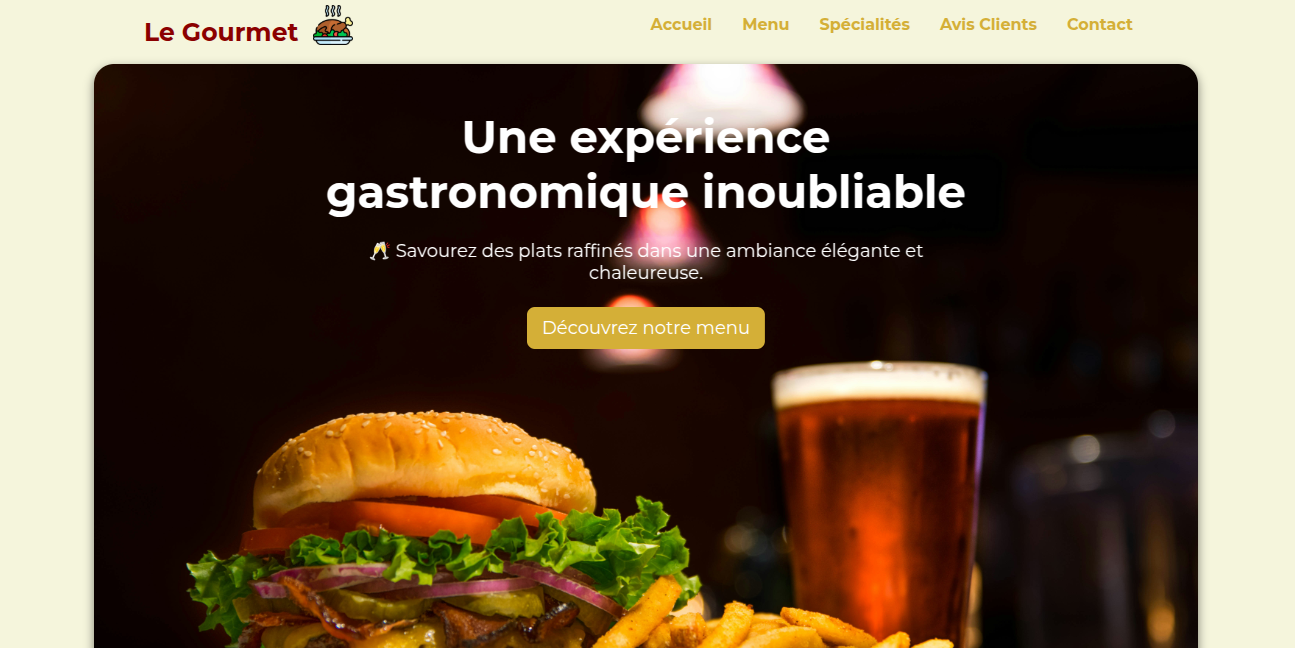 Le Gourmet
Accueil Menu Spécialités Avis Clients Contact
Une expérience
gastronomique inoubliable
🥂 Savourez des plats raffinés dans une ambiance élégante et
chaleureuse.
Découvrez notre menu